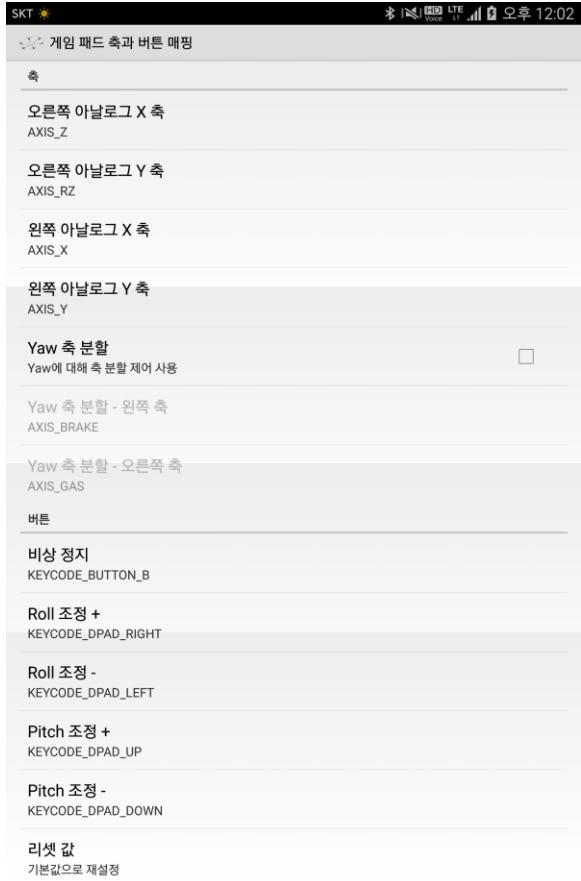 SKT HD Voice LTE 오후 12:02
게임 패드 축과 버튼 매핑
축
오른쪽 아날로그 X 축
AXIS_Z
오른쪽 아날로그 Y 축
AXIS_RZ
왼쪽 아날로그 X 축
AXIS_X
왼쪽 아날로그 Y 축
AXIS_Y
Yaw 축 분할
Yaw에 대해 축 분할 제어 사용
Yaw 축 분할 - 왼쪽 축
AXIS_BRAKE
Yaw 축 분할 - 오른쪽 축
AXIS_GAS
버튼
비상 정지
KEYCODE_BUTTON_B
Roll 조정 +
KEYCODE_DPAD_RIGHT
Roll 조정 -
KEYCODE_DPAD_LEFT
Pitch 조정 +
KEYCODE_DPAD_UP
Pitch 조정 -
KEYCODE_DPAD_DOWN
리셋 값
기본값으로 재설정